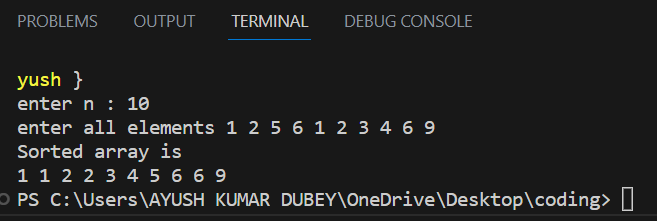 PROBLEMS OUTPUT TERMINAL DEBUG CONSOLE
yush }
enter n : 10
enter all elements 1 2 5 6 1 2 3 4 6 9
Sorted array is
1 1 2 2 3 4 5 6 6 9
PS C:\Users\AYUSH KUMAR DUBEY\OneDrive\Desktop\coding>